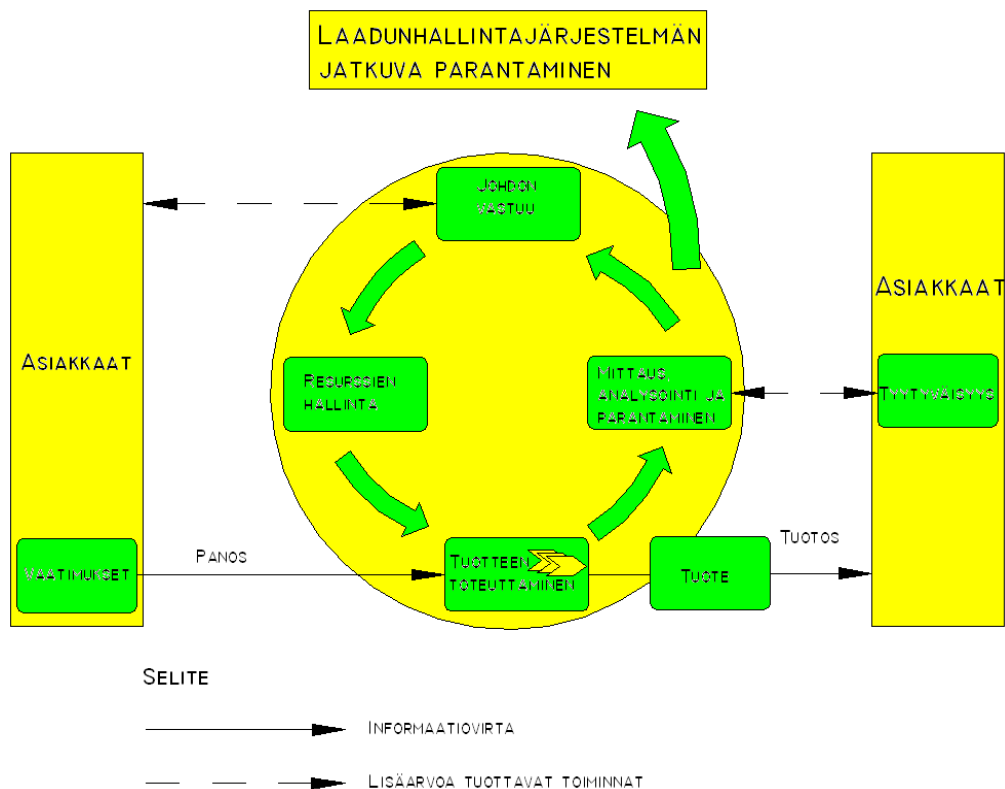 LAADUNHALLINTAJÄRJESTELMÄN
JATKUVA PARANTAMINEN
JOHDON
VASTUU
ASIAKKAAT
ASIAKKAAT
RESURSSIEN
HALLINTA
MITTAUS,
ANALYSOINTI JA
PARANTAMINEN
TYYTYVÄISYYS
VAATIMUKSET
PANOS
TUOTTEEN
TOTEUTTAMINEN
TUOTE
TUOTOS
SELITE
INFORMAATIOVIRTA
LISÄARVOA TUOTTAVAT TOIMINNAT